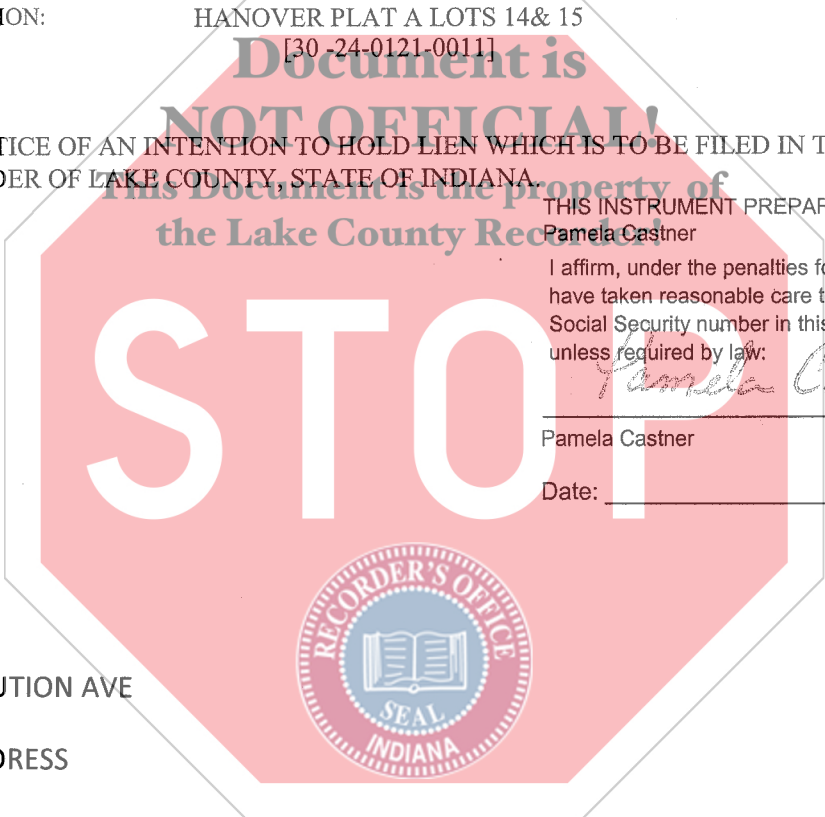 ION: HANOVER PLAT A LOTS 14& 15
[30 -24-0121-0011]
Document is
NOT OFFICIAL!
TICE OF AN INTENTION TO HOLD LIEN WHICH IS TO BE FILED IN T
DER OF LAKE COUNTY, STATE OF INDIANA.
This Document is the property of
the Lake County Recorder!
THIS INSTRUMENT PREPAR
Pamela Castner
I affirm, under the penalties fo
have taken reasonable care t
Social Security number in this
unless required by law:
Pamela C
Pamela Castner
Date:
STOP
RECORDER'S OFFICE
SEAL
INDIANA
UTION AVE
DRESS